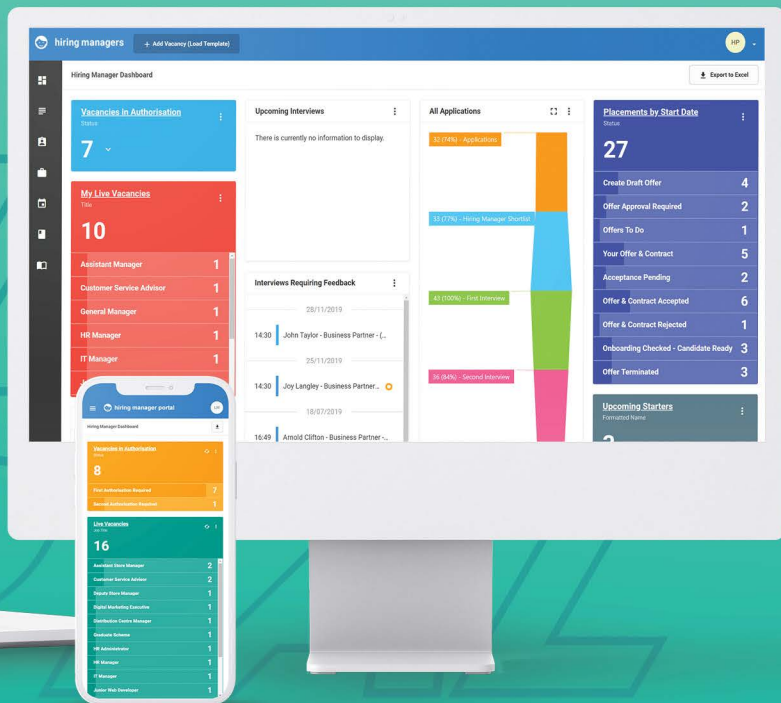 hiring managers
+ Add Vacancy (Load Template)
HP
Hiring Manager Dashboard
Export to Excel
Vacancies in Authorisation
Status
7
My Live Vacancies
Title
10
Assistant Manager 1
Customer Service Advisor 1
General Manager 1
HR Manager 1
IT Manager 1
Upcoming Interviews
There is currently no information to display.
Interviews Requiring Feedback
28/11/2019
14:30 John Taylor - Business Partner - (...
25/11/2019
14:30 Joy Langley - Business Partner...
18/07/2019
16:49 Arnold Clifton - Business Partner -...
All Applications
32 (74%) - Applications
33 (77%) - Hiring Manager Shortlist
43 (100%) - First Interview
36 (84%) - Second Interview
Placements by Start Date
Status
27
Create Draft Offer 4
Offer Approval Required 2
Offers To Do 1
Your Offer & Contract 5
Acceptance Pending 2
Offer & Contract Accepted 6
Offer & Contract Rejected 1
Onboarding Checked - Candidate Ready 3
Offer Terminated 3
Upcoming Starters
Formatted Name
hiring manager portal
Hiring Manager Dashboard
Vacancies in Authorisation
Status
8
First Authorisation Required 7
Second Authorisation Required 1
Live Vacancies
Job Title
16
Assistant Store Manager 2
Customer Service Advisor 2
Deputy Store Manager 1
Digital Marketing Executive 1
Distribution Centre Manager 1
Graduate Scheme 1
HR Administrator 1
HR Manager 1
IT Manager 1
Junior Web Developer 1